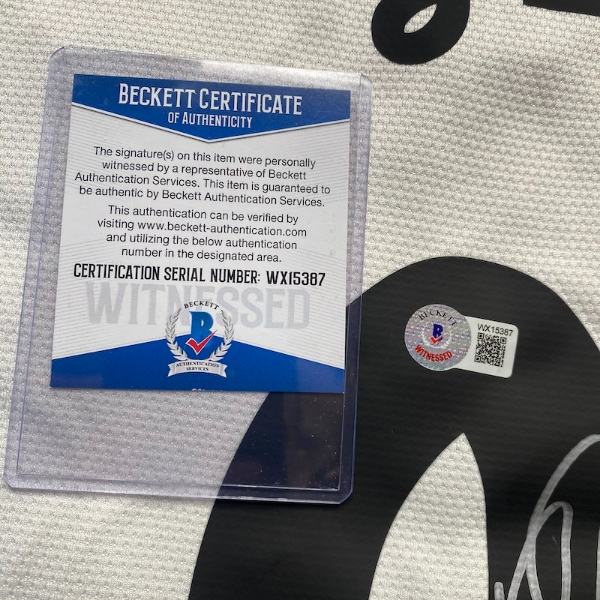 BECKETT CERTIFICATE
OF AUTHENTICITY
The signature(s) on this item were personally
witnessed by a representative of Beckett
Authentication Services. This item is guaranteed to
be authentic by Beckett Authentication Services.
This authentication can be verified by
visiting www.beckett-authentication.com
and utilizing the below authentication
number in the designated area.
CERTIFICATION SERIAL NUMBER: WX15387
WITNESSED
BECKETT
B
AUTHENTICATION
SERVICES
BECKETT
B
WITNESSED
WX15387